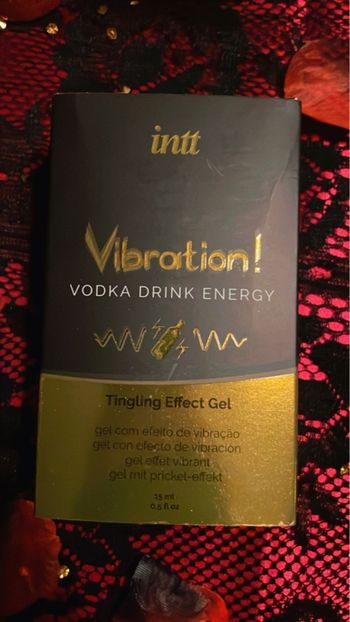 intt
Vibration!
VODKA DRINK ENERGY
Tingling Effect Gel
gel com efeito de vibração
gel con efecto de vibración
gel effet vibrant
gel mit prickel-effekt
15 ml
0,5 fl oz